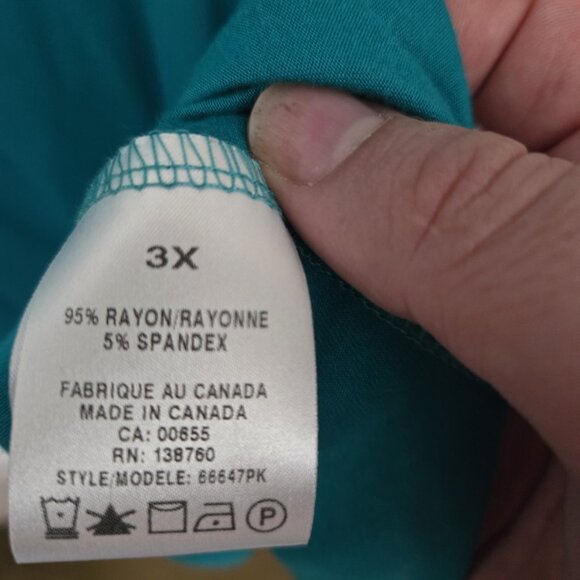 3X
95% RAYON/RAYONNE
5% SPANDEX
FABRIQUE AU CANADA
MADE IN CANADA
CA: 00655
RN: 138760
STYLE/MODELE: 66647PK
P